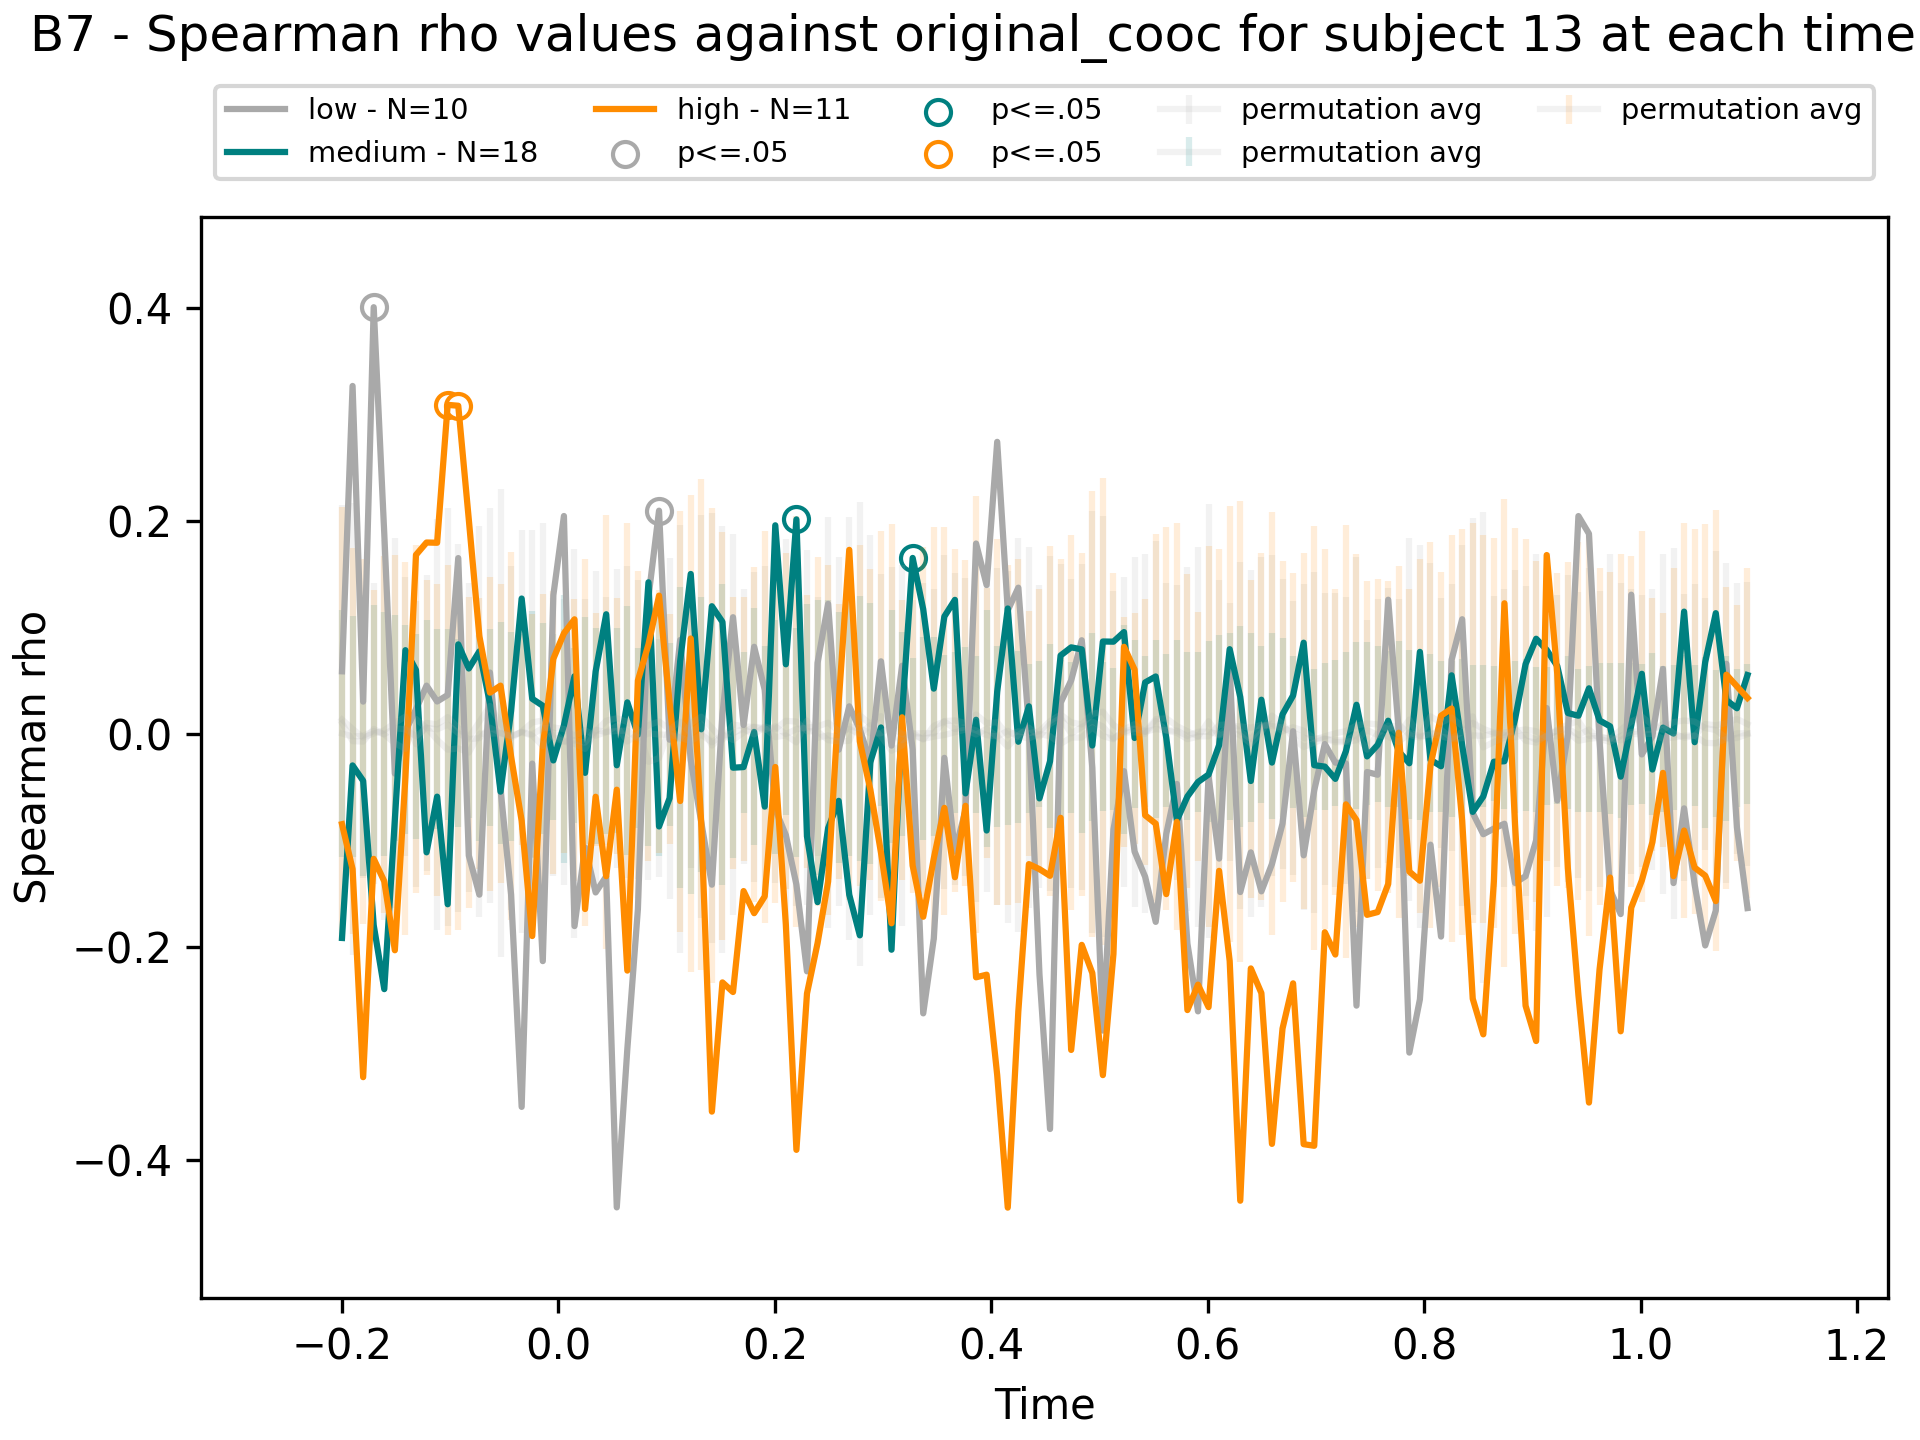 B7 - Spearman rho values against original_cooc for subject 13 at each time
low - N=10
medium - N=18
high - N=11
p<=.05
p<=.05
p<=.05
permutation avg
permutation avg
permutation avg
Spearman rho
0.4
0.2
0.0
−0.2
−0.4
−0.2
0.0
0.2
0.4
0.6
0.8
1.0
1.2
Time